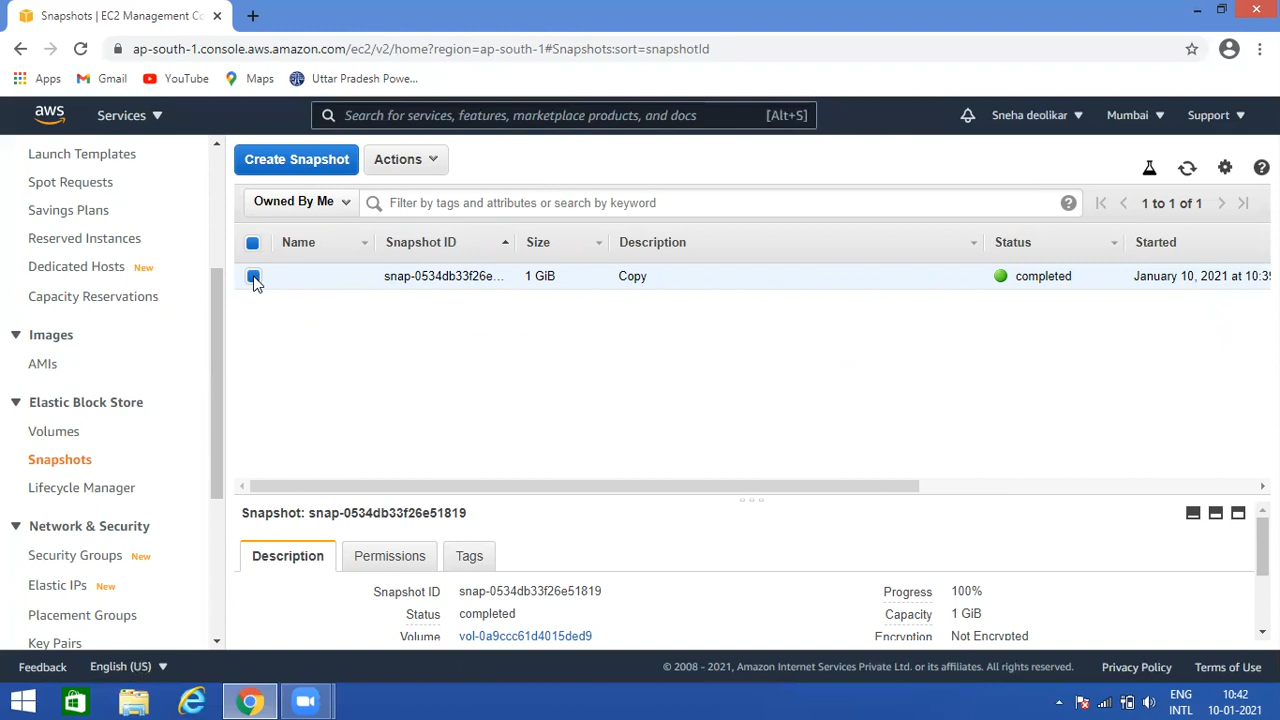 Snapshots | EC2 Management Co
ap-south-1.console.aws.amazon.com/ec2/v2/home?region=ap-south-1#Snapshots:sort=snapshotId
Apps Gmail YouTube Maps Uttar Pradesh Powe...
aws Services Search for services, features, marketplace products, and docs [Alt+S] Sneha deolikar Mumbai Support
Launch Templates
Spot Requests
Savings Plans
Reserved Instances
Dedicated Hosts New
Capacity Reservations
Images
AMIs
Elastic Block Store
Volumes
Snapshots
Lifecycle Manager
Network & Security
Security Groups New
Elastic IPs New
Placement Groups
Key Pairs
Create Snapshot Actions
Owned By Me Filter by tags and attributes or search by keyword 1 to 1 of 1
Name Snapshot ID Size Description Status Started
snap-0534db33f26e... 1 GiB Copy completed January 10, 2021 at 10:39
Snapshot: snap-0534db33f26e51819
Description Permissions Tags
Snapshot ID snap-0534db33f26e51819 Progress 100%
Status completed Capacity 1 GiB
Volume vol-0a9ccc61d4015ded9 Encryption Not Encrypted
Feedback English (US) © 2008 - 2021, Amazon Internet Services Private Ltd. or its affiliates. All rights reserved. Privacy Policy Terms of Use
ENG 10:42
INTL 10-01-2021